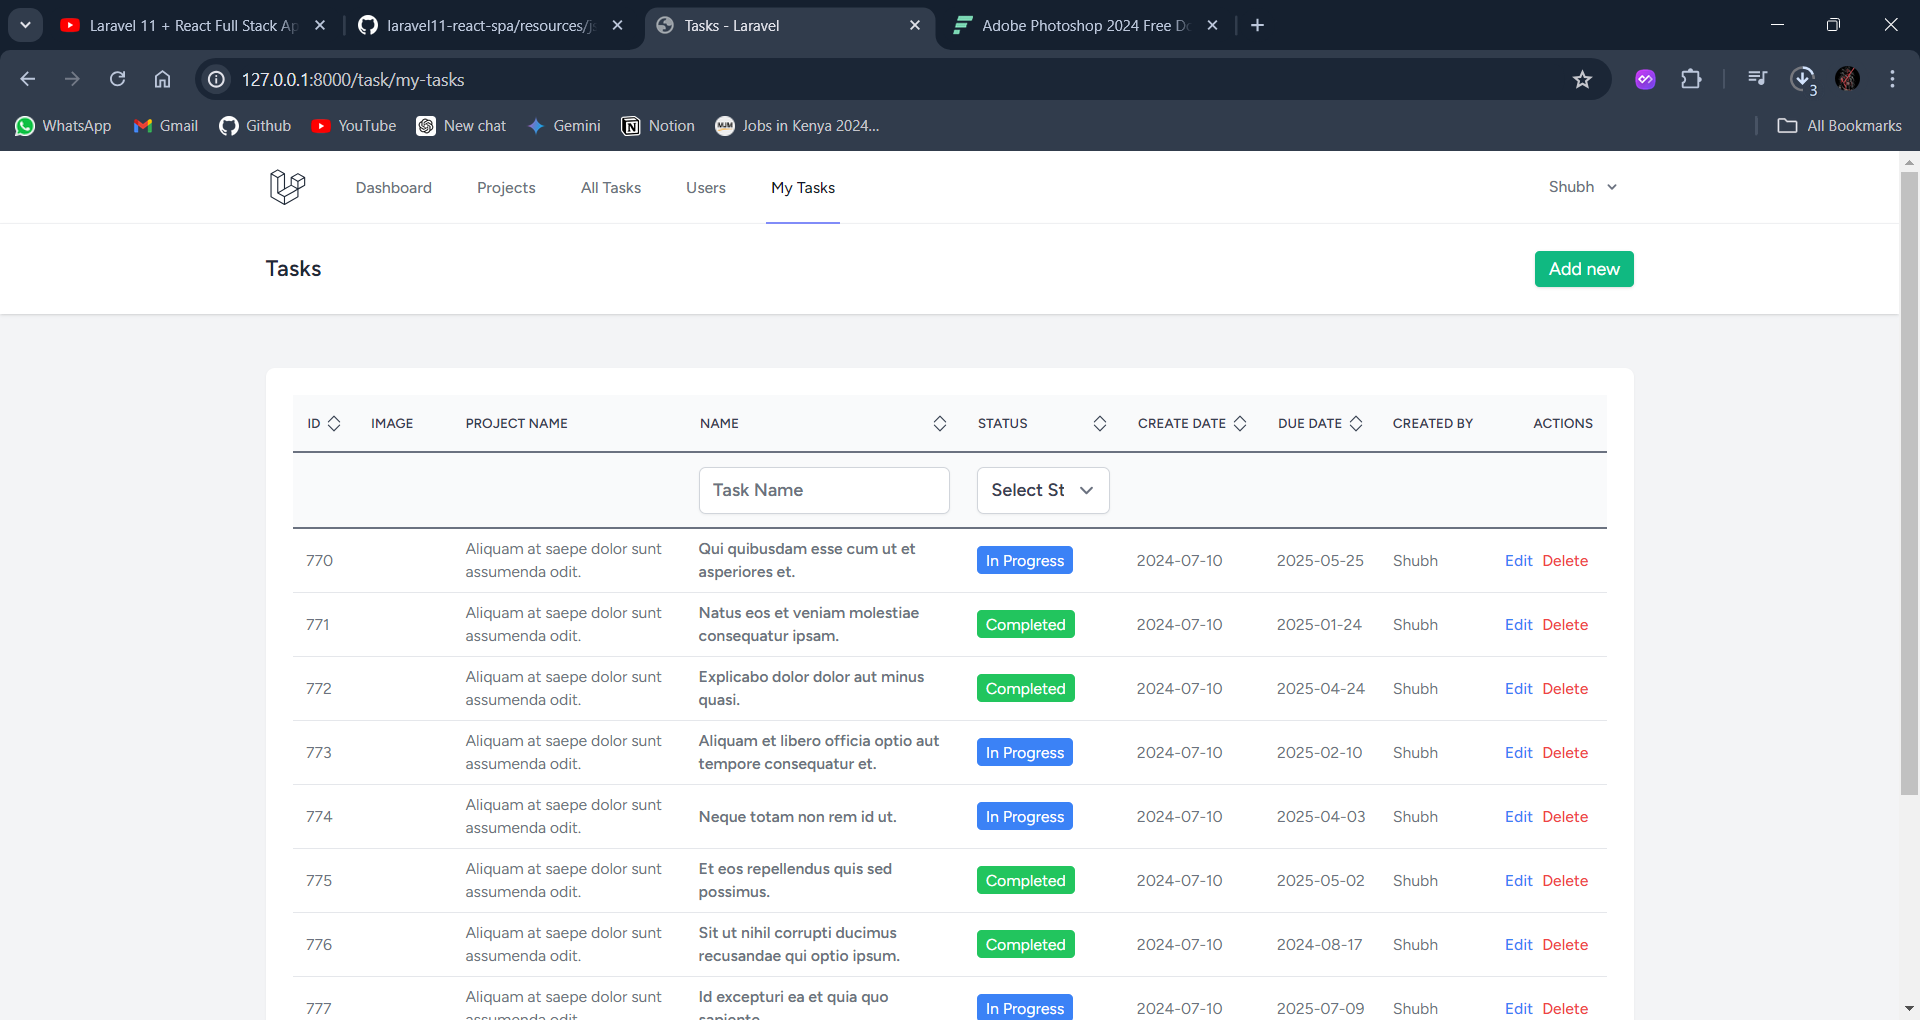 Laravel 11 + React Full Stack Ap
laravel11-react-spa/resources/js
Tasks - Laravel
Adobe Photoshop 2024 Free Do
127.0.0.1:8000/task/my-tasks
3
WhatsApp Gmail Github YouTube New chat Gemini Notion Jobs in Kenya 2024... All Bookmarks
Dashboard Projects All Tasks Users My Tasks Shubh
Tasks Add new
ID IMAGE PROJECT NAME NAME STATUS CREATE DATE DUE DATE CREATED BY ACTIONS
Task Name Select St
770 Aliquam at saepe dolor sunt assumenda odit. Qui quibusdam esse cum ut et asperiores et. In Progress 2024-07-10 2025-05-25 Shubh Edit Delete
771 Aliquam at saepe dolor sunt assumenda odit. Natus eos et veniam molestiae consequatur ipsam. Completed 2024-07-10 2025-01-24 Shubh Edit Delete
772 Aliquam at saepe dolor sunt assumenda odit. Explicabo dolor dolor aut minus quasi. Completed 2024-07-10 2025-04-24 Shubh Edit Delete
773 Aliquam at saepe dolor sunt assumenda odit. Aliquam et libero officia optio aut tempore consequatur et. In Progress 2024-07-10 2025-02-10 Shubh Edit Delete
774 Aliquam at saepe dolor sunt assumenda odit. Neque totam non rem id ut. In Progress 2024-07-10 2025-04-03 Shubh Edit Delete
775 Aliquam at saepe dolor sunt assumenda odit. Et eos repellendus quis sed possimus. Completed 2024-07-10 2025-05-02 Shubh Edit Delete
776 Aliquam at saepe dolor sunt assumenda odit. Sit ut nihil corrupti ducimus recusandae qui optio ipsum. Completed 2024-07-10 2024-08-17 Shubh Edit Delete
777 Aliquam at saepe dolor sunt assumenda odit. Id excepturi ea et quia quo sapiente. In Progress 2024-07-10 2025-07-09 Shubh Edit Delete